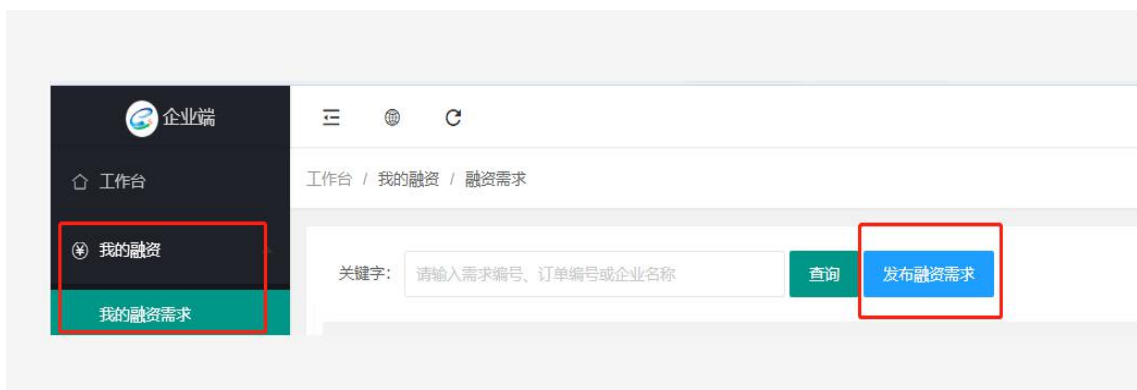 企业端
工作台
工作台 / 我的融资 / 融资需求
我的融资
关键字： 请输入需求编号、订单编号或企业名称 查询 发布融资需求
我的融资需求